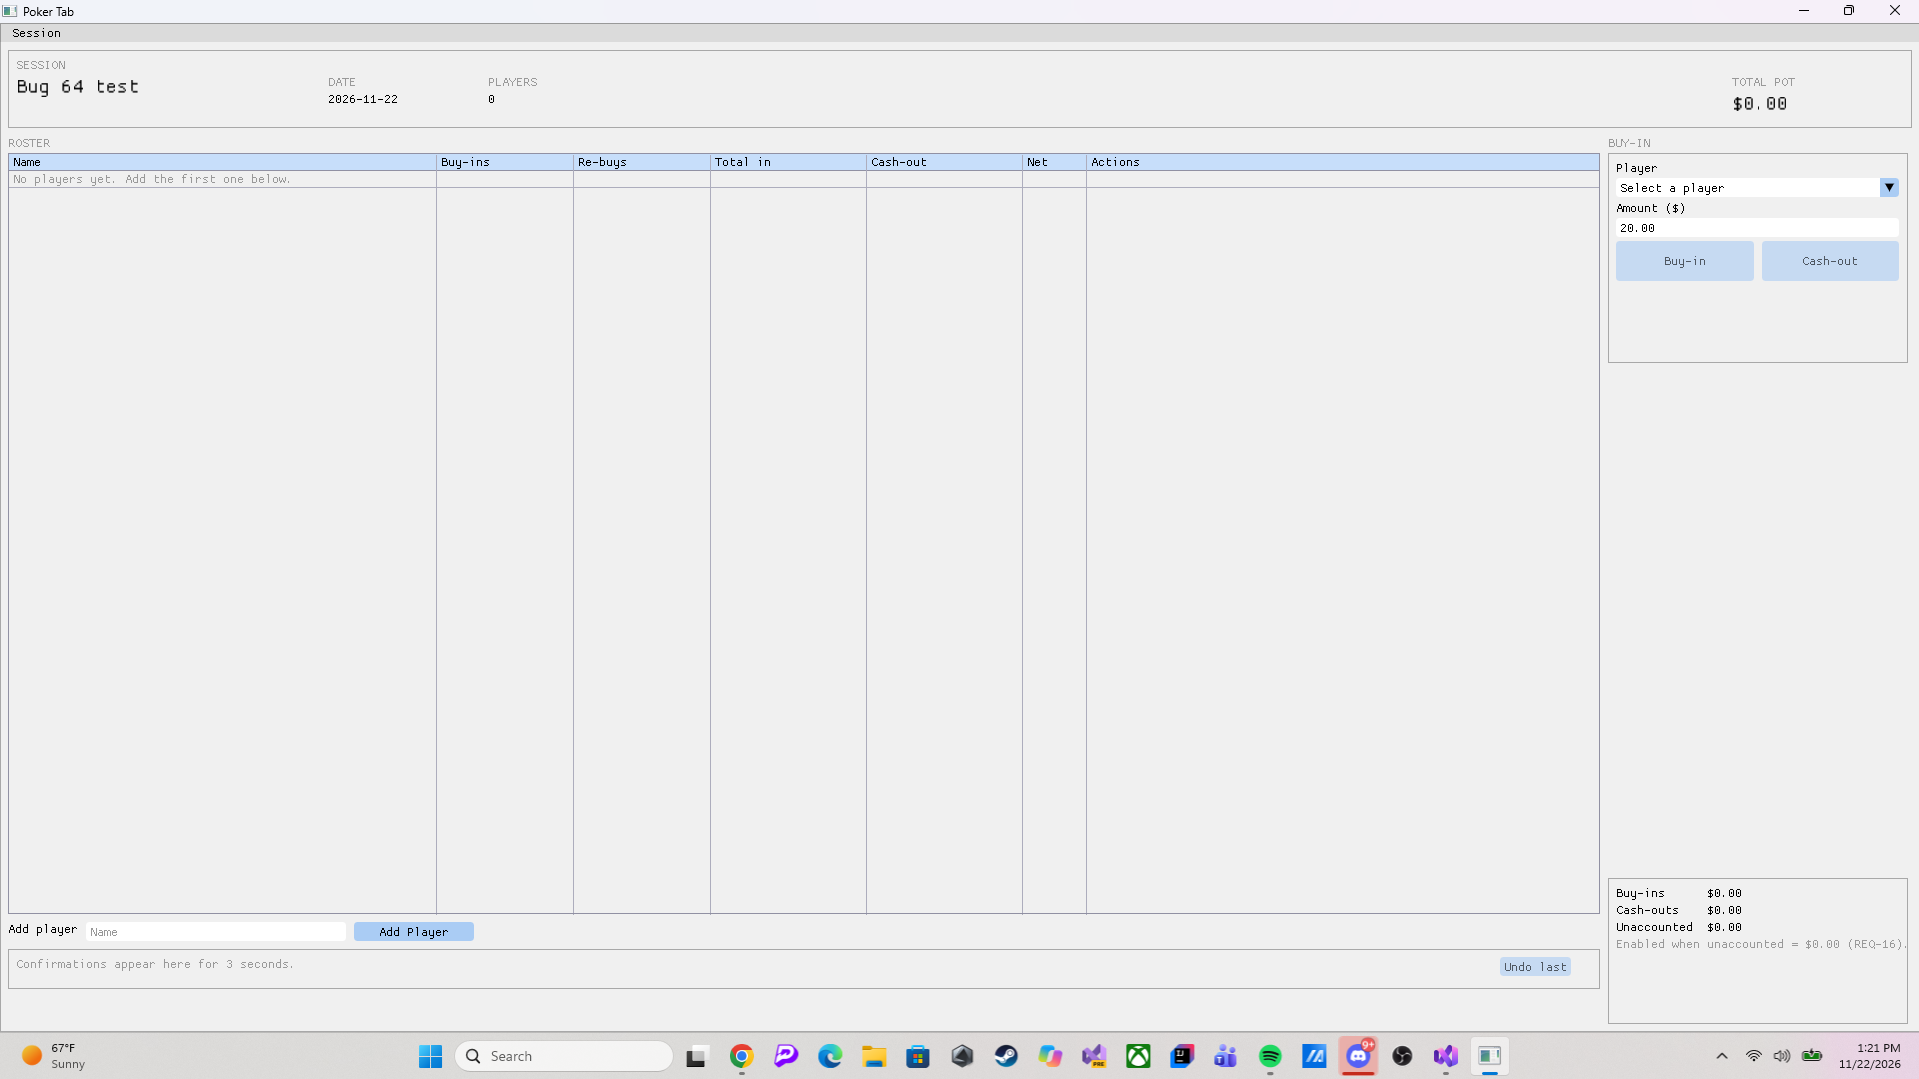 Poker Tab
Session
SESSION
Bug 64 test
DATE
2026-11-22
PLAYERS
0
TOTAL POT
$0.00
ROSTER
Name Buy-ins Re-buys Total in Cash-out Net Actions
No players yet. Add the first one below.
BUY-IN
Player
Select a player
Amount ($)
20.00
Buy-in Cash-out
Add player Name Add Player
Confirmations appear here for 3 seconds.
Undo last
Buy-ins $0.00
Cash-outs $0.00
Unaccounted $0.00
Enabled when unaccounted = $0.00 (REQ-16).
67°F
Sunny
Search
PRE
IJ
9+
1:21 PM
11/22/2026